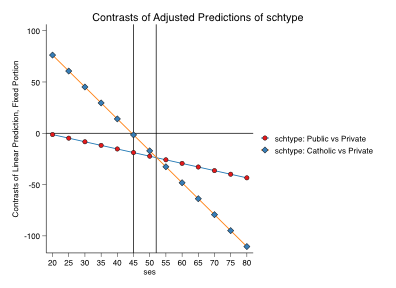 Contrasts of Adjusted Predictions of schtype
Contrasts of Linear Prediction, Fixed Portion
100
50
0
-50
-100
20 25 30 35 40 45 50 55 60 65 70 75 80
ses
schtype: Public vs Private
schtype: Catholic vs Private